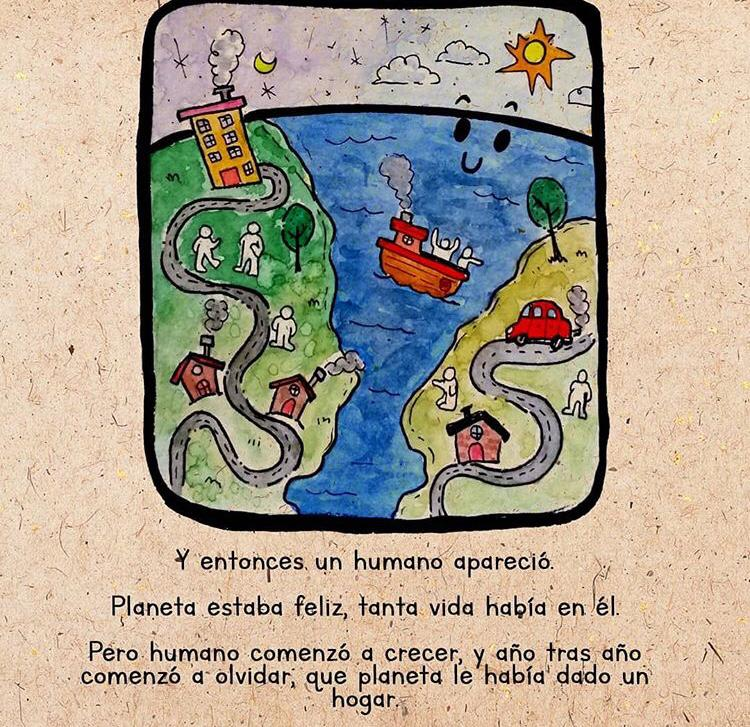 Y entonces un humano apareció.
Planeta estaba feliz, tanta vida había en él.
Pero humano comenzó a crecer, y año tras año
comenzó a olvidar, que planeta le había dado un
hogar.